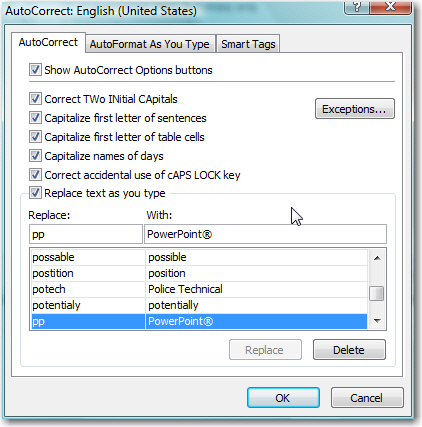 AutoCorrect: English (United States)
AutoCorrect AutoFormat As You Type Smart Tags
Show AutoCorrect Options buttons
Correct TWo INitial CApitals
Exceptions...
Capitalize first letter of sentences
Capitalize first letter of table cells
Capitalize names of days
Correct accidental use of cAPS LOCK key
Replace text as you type
Replace: With:
pp PowerPoint®
possable possible
postition position
potech Police Technical
potentialy potentially
pp PowerPoint®
Replace Delete
OK Cancel